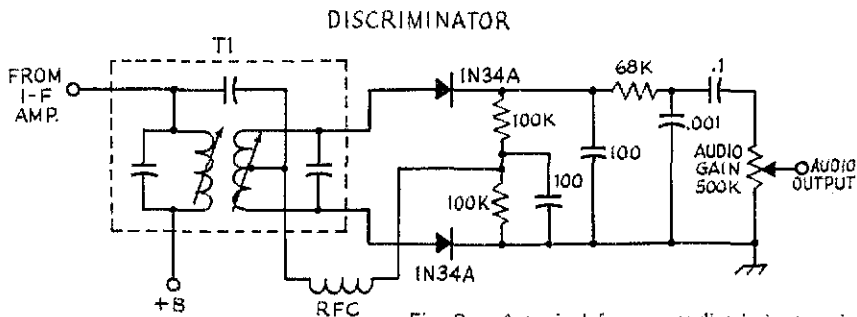 DISCRIMINATOR
T1
FROM
I-F
AMP.
+B
RFC
1N34A
1N34A
100K
100K
100
100
68K
.001
.1
AUDIO
GAIN
500K
AUDIO
OUTPUT